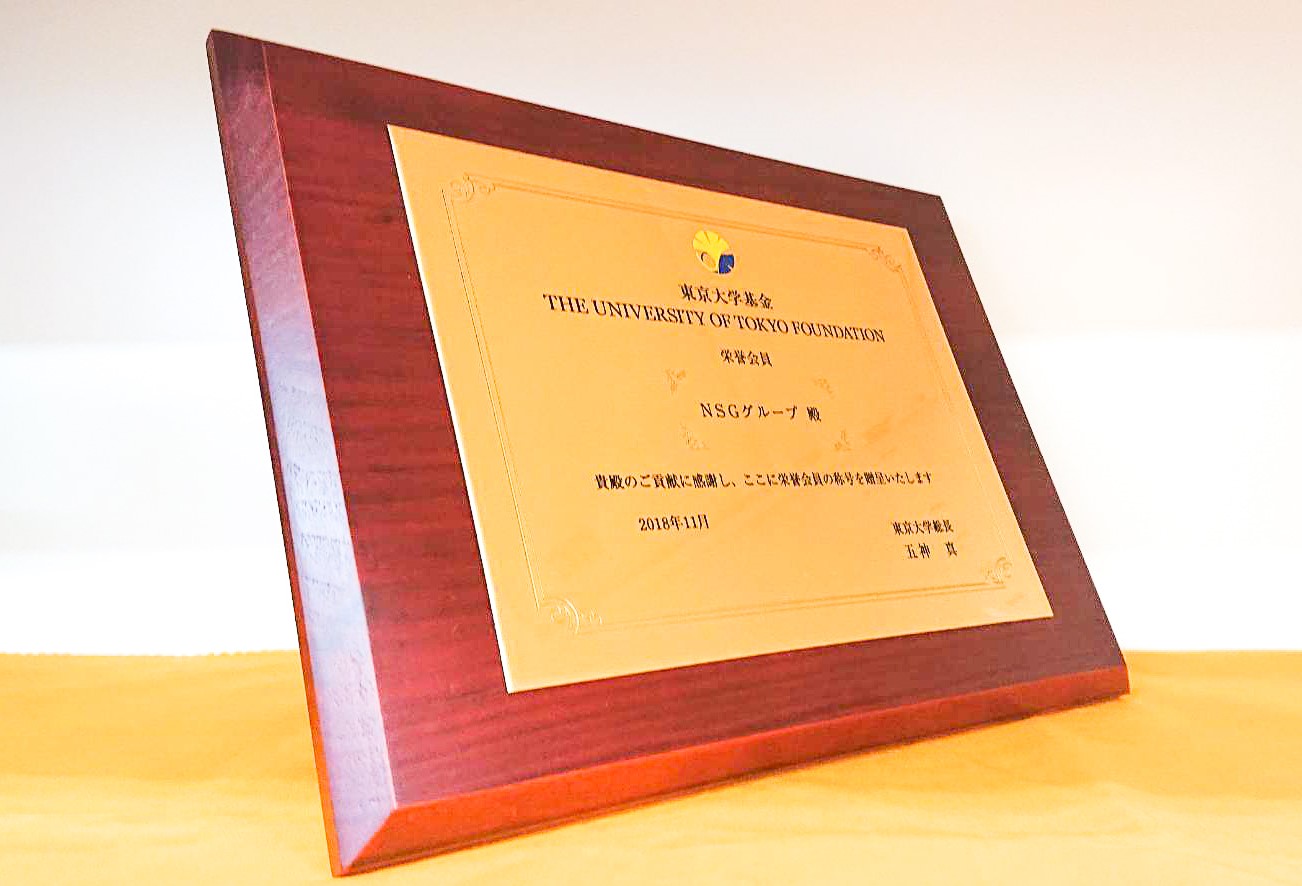 東京大学基金
THE UNIVERSITY OF TOKYO FOUNDATION
栄誉会員
NSGグループ 殿
貴殿のご貢献に感謝し、ここに栄誉会員の称号を贈呈いたします
2018年11月
東京大学総長
五神 真